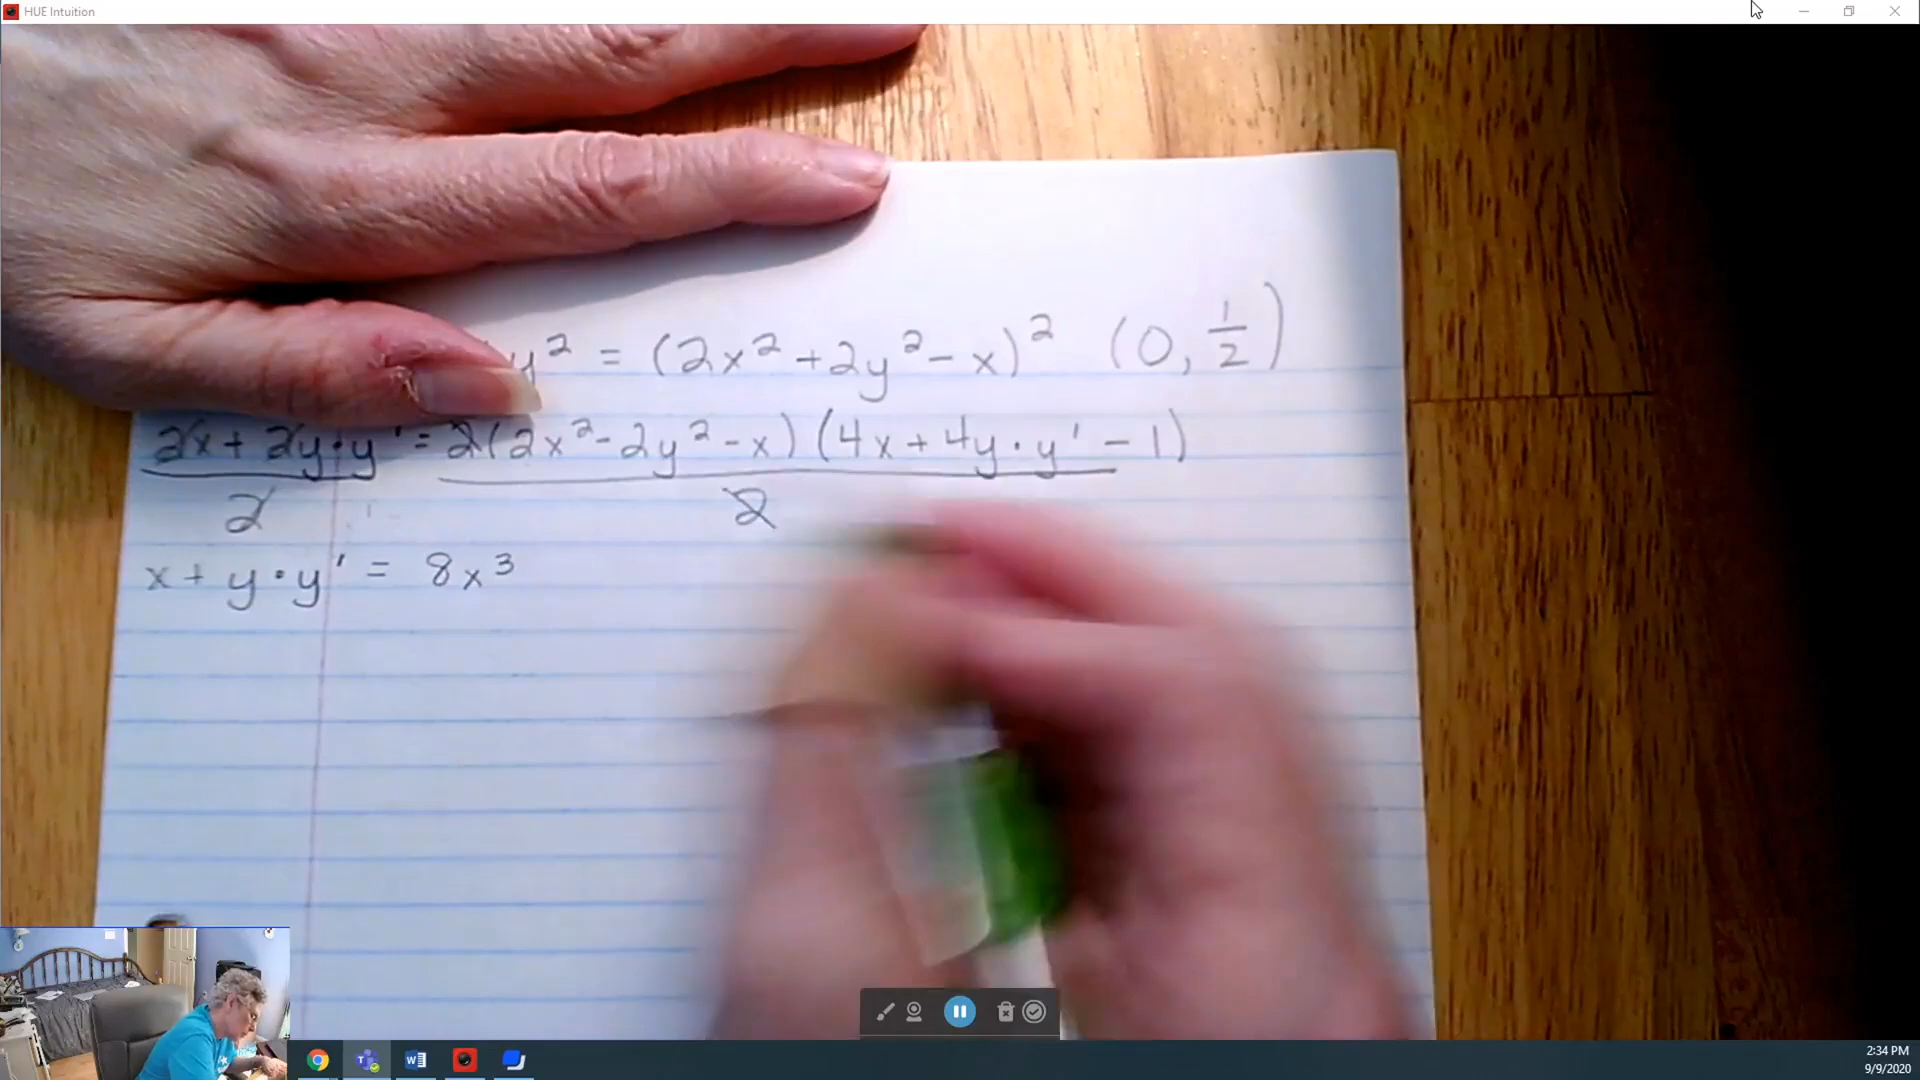 HUE Intuition
y² = (2x² + 2y² - x)² (0, 1/2)
2x + 2y · y' = 2(2x² - 2y² - x)(4x + 4y · y' - 1)
2 2
x + y · y' = 8x³
2:34 PM
9/9/2020